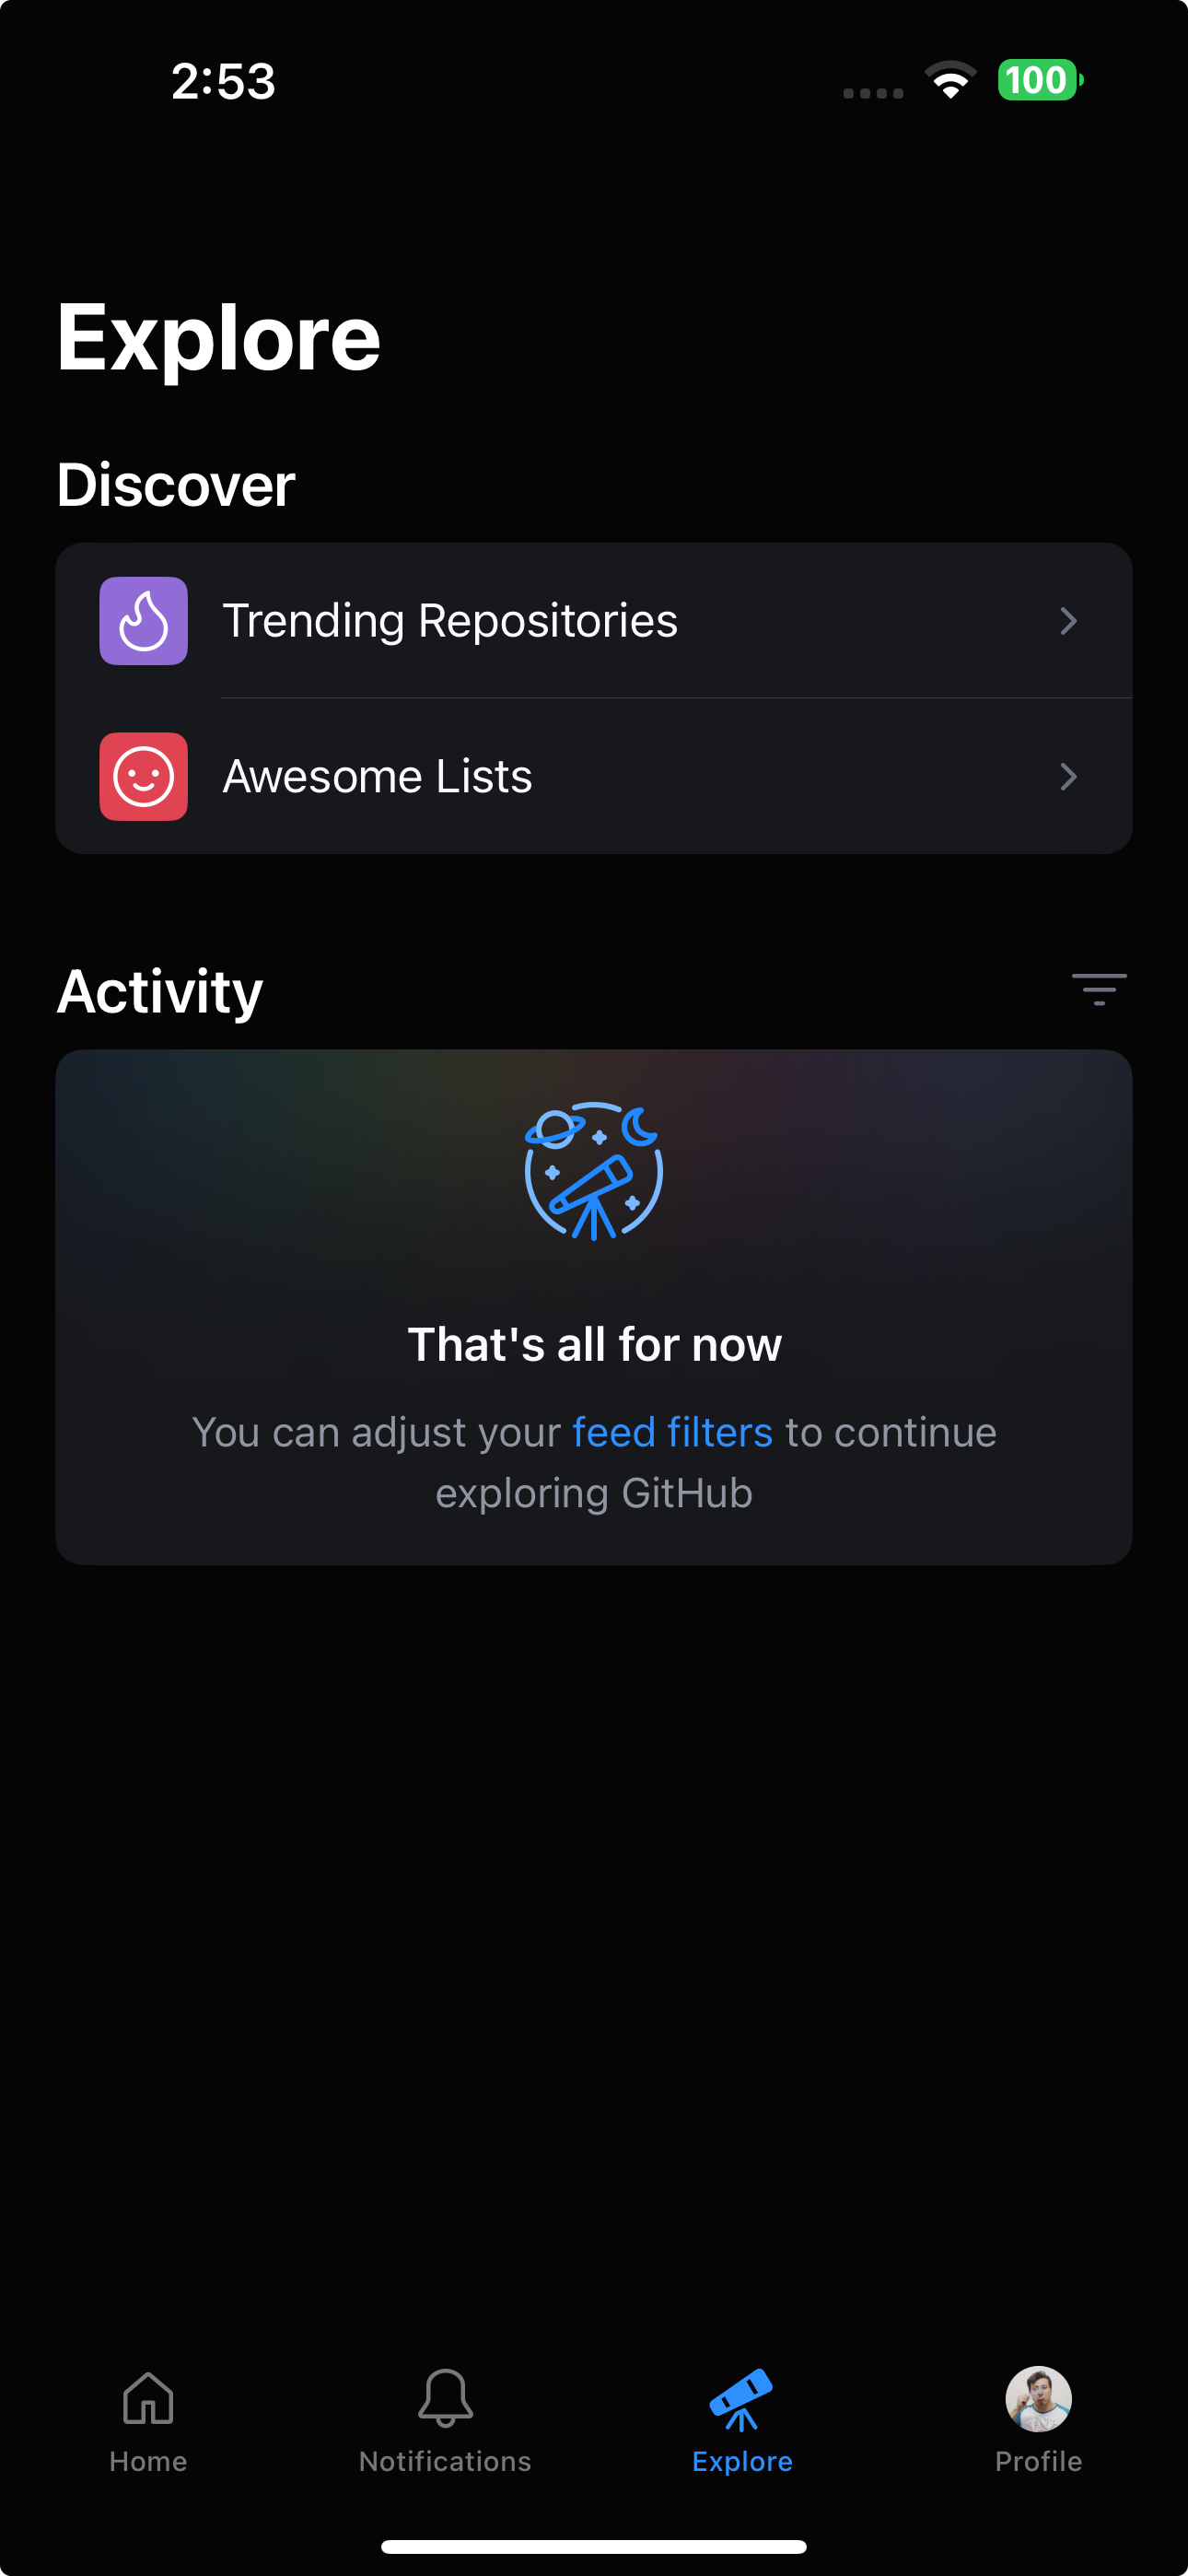 2:53
100
Explore
Discover
Trending Repositories
Awesome Lists
Activity
That's all for now
You can adjust your feed filters to continue
exploring GitHub
Home
Notifications
Explore
Profile